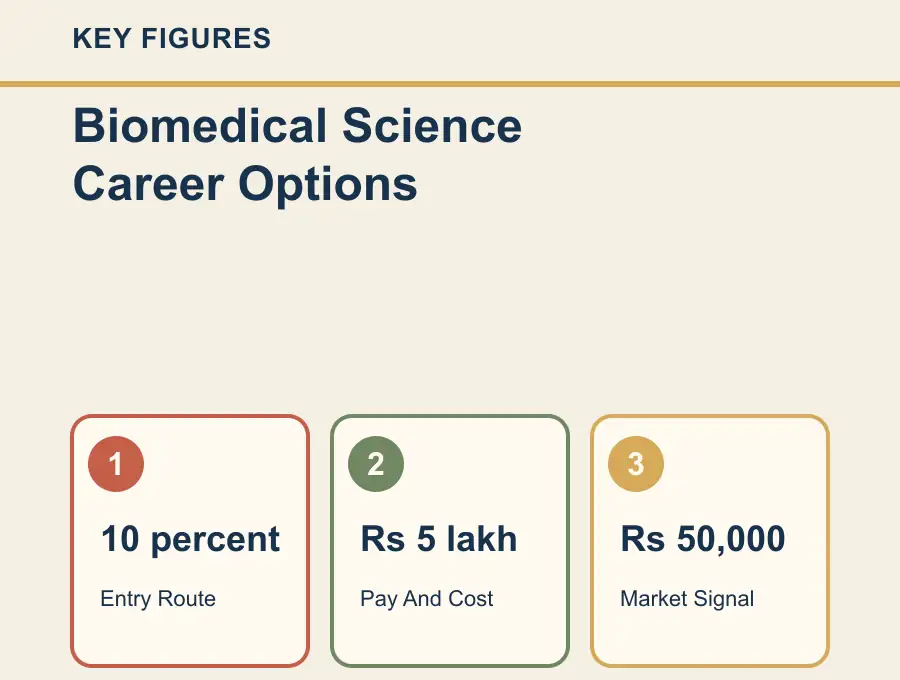 KEY FIGURES
Biomedical Science
Career Options
1
10 percent
Entry Route
2
Rs 5 lakh
Pay And Cost
3
Rs 50,000
Market Signal